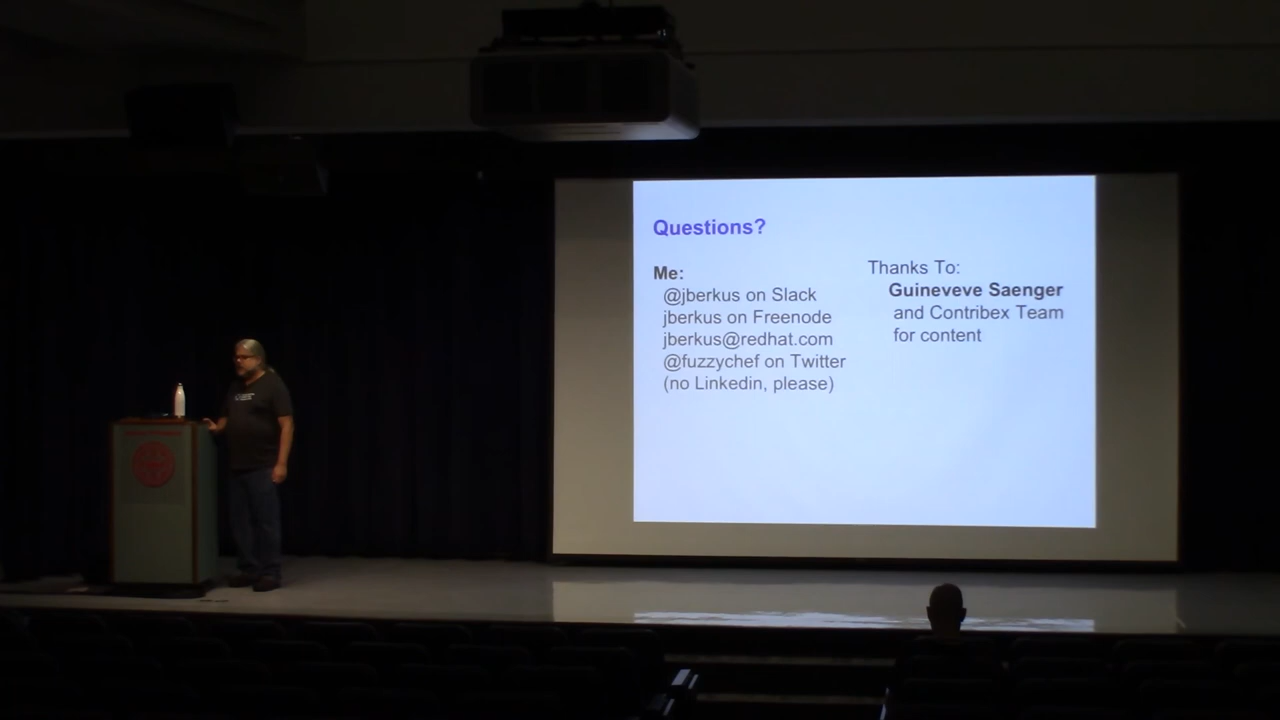 Questions?
Me:
@jberkus on Slack
jberkus on Freenode
jberkus@redhat.com
@fuzzychef on Twitter
(no Linkedin, please)
Thanks To:
Guineveve Saenger
and Contribex Team
for content